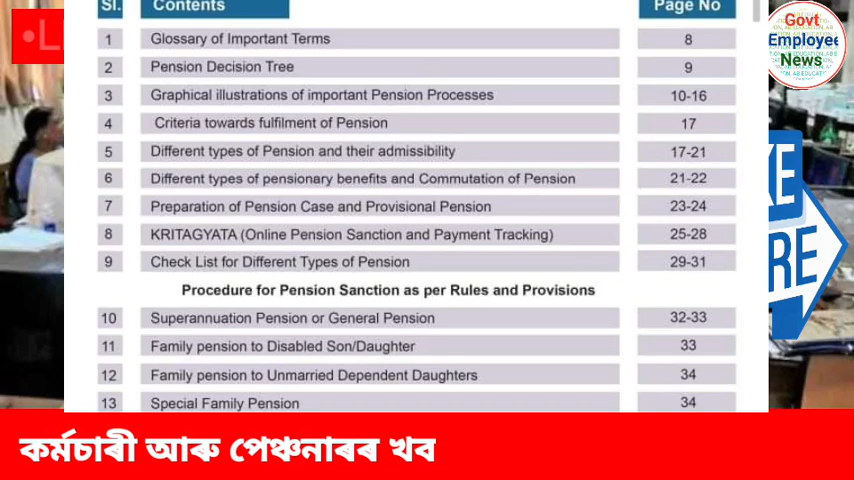 Sl. Contents Page No
1 Glossary of Important Terms 8
2 Pension Decision Tree 9
3 Graphical illustrations of important Pension Processes 10-16
4 Criteria towards fulfilment of Pension 17
5 Different types of Pension and their admissibility 17-21
6 Different types of pensionary benefits and Commutation of Pension 21-22
7 Preparation of Pension Case and Provisional Pension 23-24
8 KRITAGYATA (Online Pension Sanction and Payment Tracking) 25-28
9 Check List for Different Types of Pension 29-31
Procedure for Pension Sanction as per Rules and Provisions
10 Superannuation Pension or General Pension 32-33
11 Family pension to Disabled Son/Daughter 33
12 Family pension to Unmarried Dependent Daughters 34
13 Special Family Pension 34
Govt
Employee
News
কৰ্মচাৰী আৰু পেঞ্চনাৰৰ খব